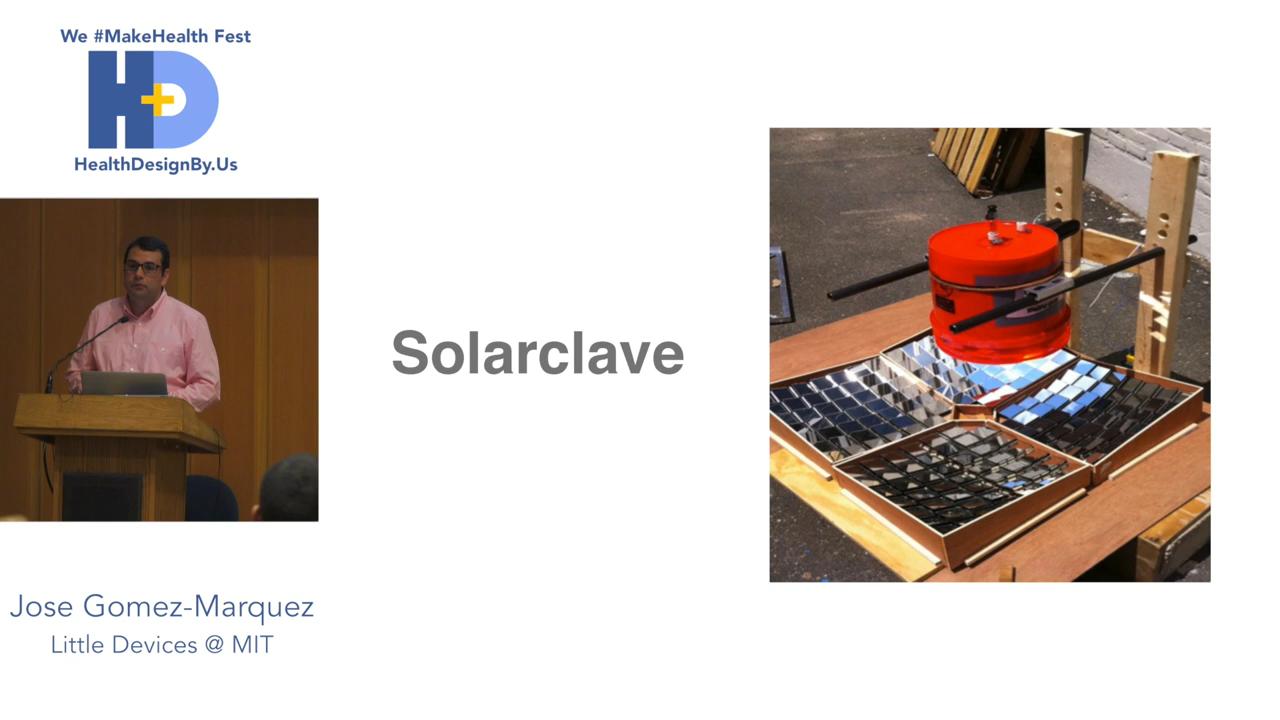 We #MakeHealth Fest
H+D
HealthDesignBy.Us
Solarclave
Jose Gomez-Marquez
Little Devices @ MIT